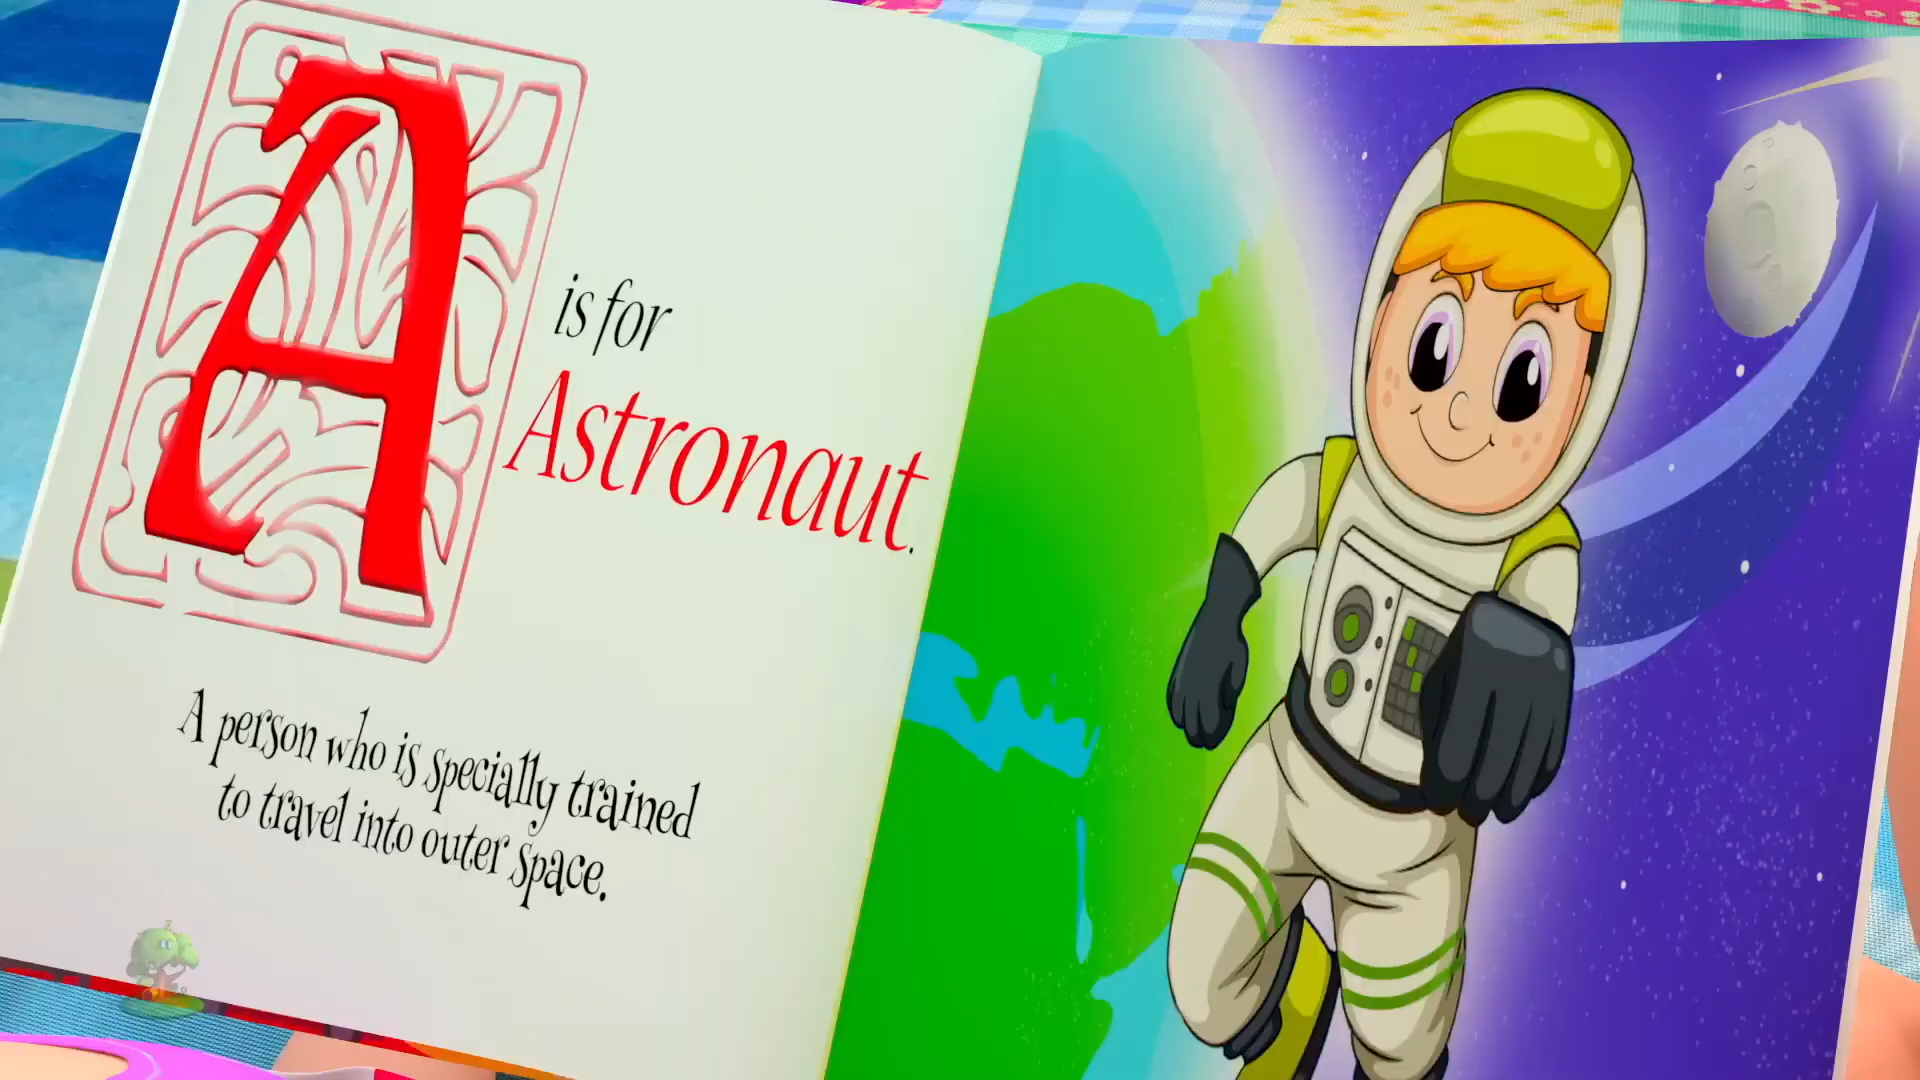 A
is for
Astronaut.
A person who is specially trained
to travel into outer space.